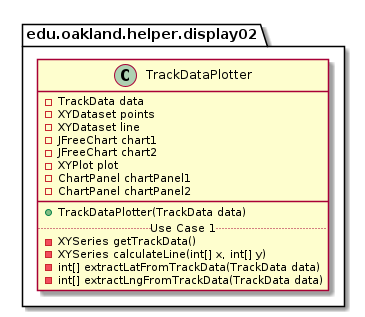 edu.oakland.helper.display02
C TrackDataPlotter
TrackData data
XYDataset points
XYDataset line
JFreeChart chart1
JFreeChart chart2
XYPlot plot
ChartPanel chartPanel1
ChartPanel chartPanel2
TrackDataPlotter(TrackData data)
Use Case 1
XYSeries getTrackData()
XYSeries calculateLine(int[] x, int[] y)
int[] extractLatFromTrackData(TrackData data)
int[] extractLngFromTrackData(TrackData data)